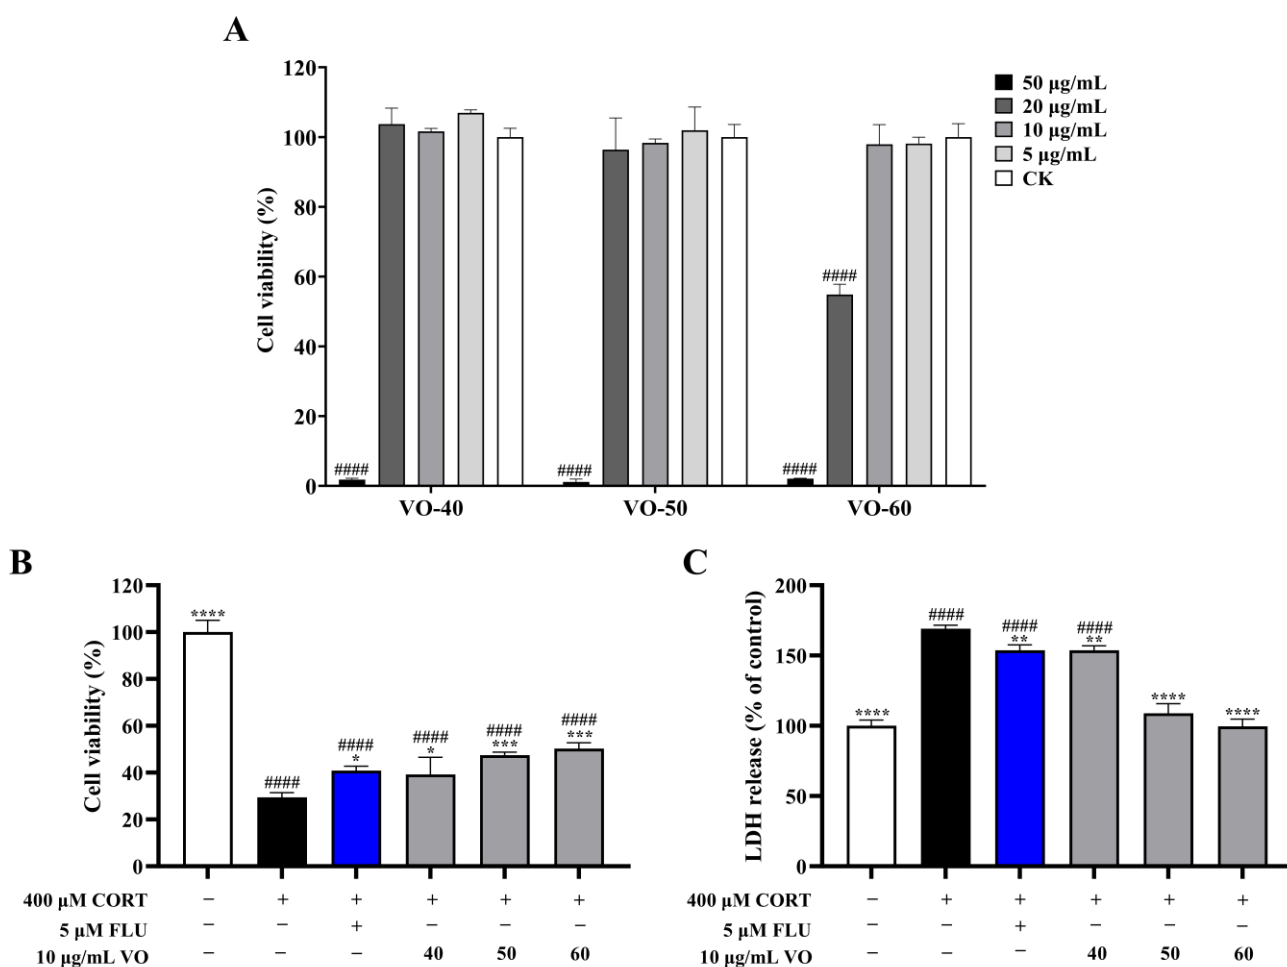 A
120
100
80
60
40
20
0
Cell viability (%)
####
####
####
####
VO-40
VO-50
VO-60
50 μg/mL
20 μg/mL
10 μg/mL
5 μg/mL
CK
B
120
100
80
60
40
20
0
Cell viability (%)
****
####
####
*
####
*
####
***
####
***
400 μM CORT − + + + + +
5 μM FLU − − + − − −
10 μg/mL VO − − − 40 50 60
C
200
150
100
50
0
LDH release (% of control)
****
####
####
**
####
**
****
****
400 μM CORT − + + + + +
5 μM FLU − − + − − −
10 μg/mL VO − − − 40 50 60